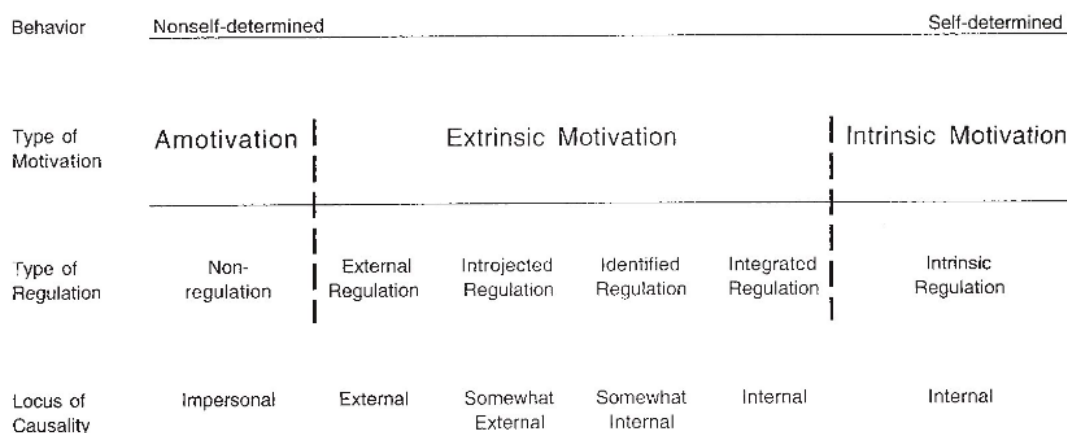 Behavior Nonself-determined Self-determined
Type of Motivation Amotivation Extrinsic Motivation Intrinsic Motivation
Type of Regulation Non-regulation External Regulation Introjected Regulation Identified Regulation Integrated Regulation Intrinsic Regulation
Locus of Causality Impersonal External Somewhat External Somewhat Internal Internal Internal